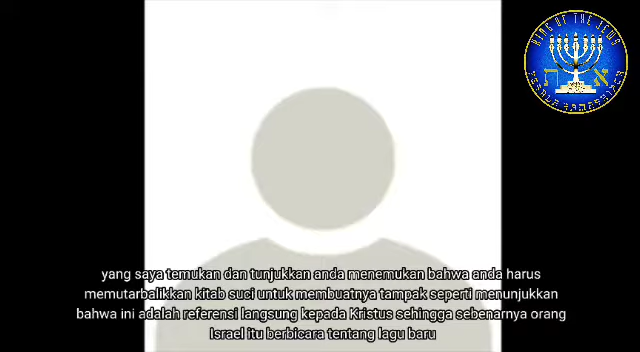 KING OF THE JEWS
ת
א
yang saya temukan dan tunjukkan anda menemukan bahwa anda harus
memutarbalikkan kitab suci untuk membuatnya tampak seperti menunjukkan
bahwa ini adalah referensi langsung kepada Kristus sehingga sebenarnya orang
Israel itu berbicara tentang lagu baru